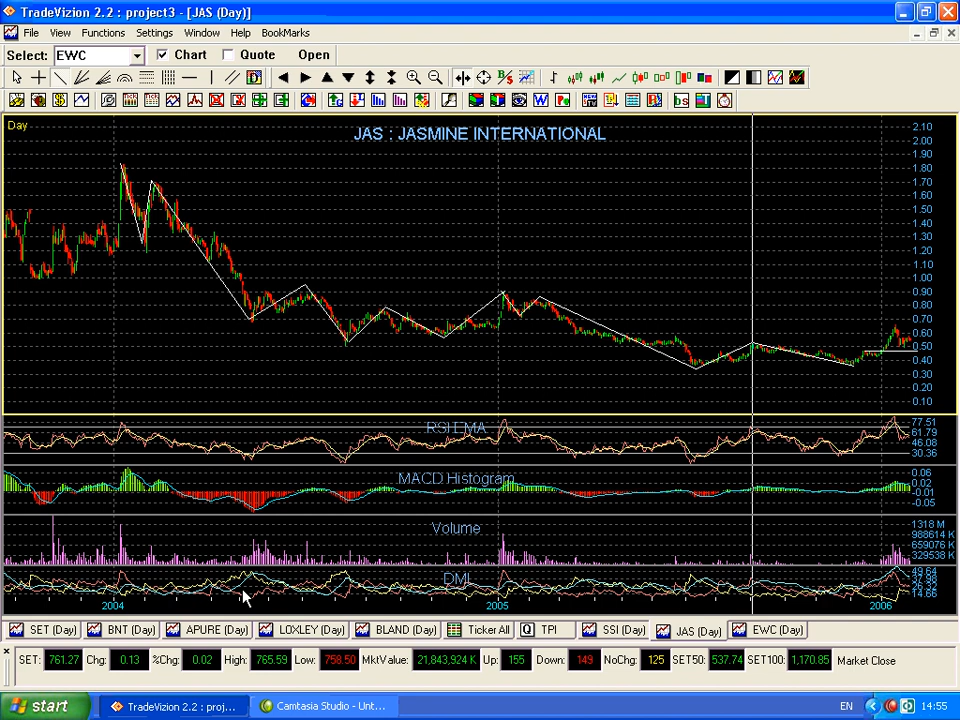 TradeVizion 2.2 : project3 - [JAS (Day)]
File View Functions Settings Window Help BookMarks
Select: EWC Chart Quote Open
Day
JAS : JASMINE INTERNATIONAL
2.10
2.00
1.90
1.80
1.70
1.60
1.50
1.40
1.30
1.20
1.10
1.00
0.90
0.80
0.70
0.60
0.50
0.40
0.30
0.20
0.10
RSI EMA
77.51
61.79
46.08
30.36
MACD Histogram
0.06
0.02
-0.01
-0.05
Volume
1318 M
988614 K
659076 K
329538 K
DMI
49.64
14.66
2004 2005 2006
SET (Day) BNT (Day) APURE (Day) LOXLEY (Day) BLAND (Day) Ticker All TPI SSI (Day) JAS (Day) EWC (Day)
SET: 761.27 Chg: 0.13 %Chg: 0.02 High: 765.59 Low: 758.50 MktValue: 21,843,924 K Up: 155 Down: 149 NoChg: 125 SET50: 537.74 SET100: 1,170.85 Market Close
start TradeVizion 2.2 : proj... Camtasia Studio - Unt... EN 14:55